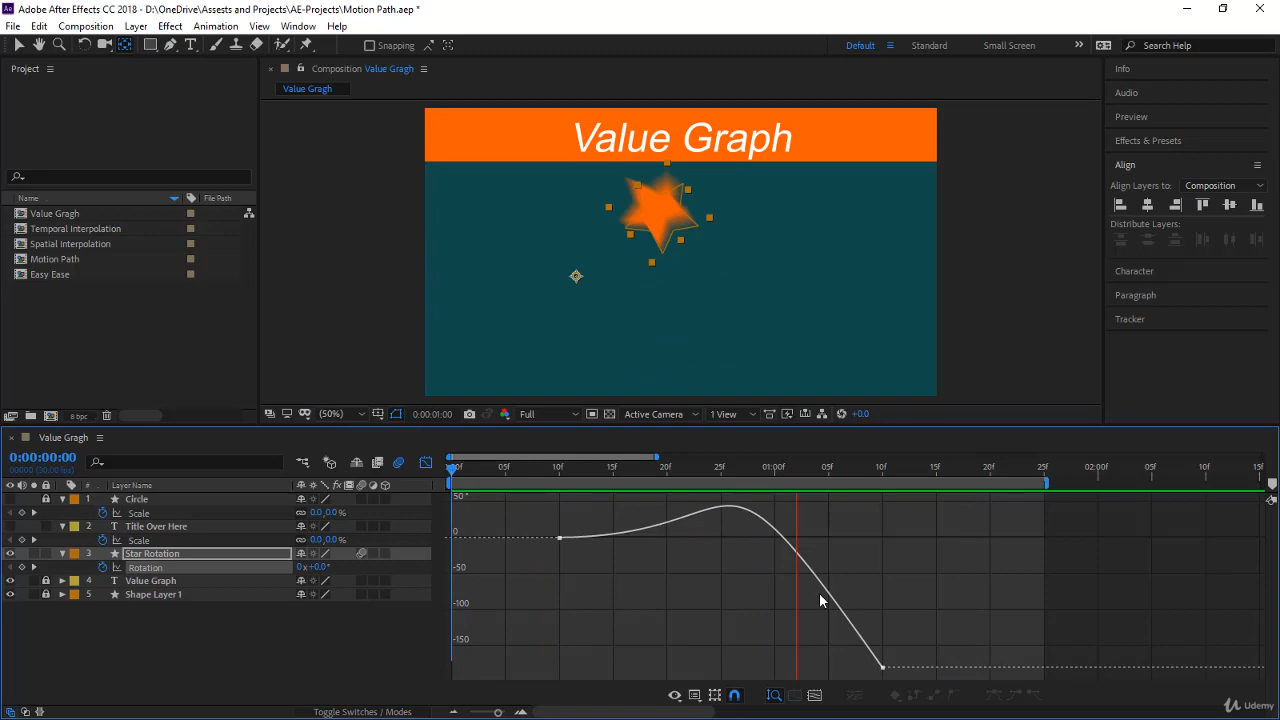 Adobe After Effects CC 2018 - D:\OneDrive\Assests and Projects\AE-Projects\Motion Path.aep *
File Edit Composition Layer Effect Animation View Window Help
Snapping
Default Standard Small Screen Search Help
Project
Composition Value Gragh
Value Gragh
Name File Path
Value Gragh
Temporal Interpolation
Spatial Interpolation
Motion Path
Easy Ease
8 bpc
Value Graph
(50%) 0:00:01:00 Full Active Camera 1 View +0.0
Info
Audio
Preview
Effects & Presets
Align
Align Layers to: Composition
Distribute Layers:
Character
Paragraph
Tracker
Value Gragh
0:00:00:00
00000 (30.00 fps)
# Layer Name
1 Circle
Scale 0.0,0.0 %
2 T Title Over Here
Scale 0.0,0.0 %
3 Star Rotation
Rotation 0x+0.0°
4 T Value Graph
5 Shape Layer 1
05f 10f 15f 20f 25f 01:00f 05f 10f 15f 20f 25f 02:00f 05f 10f 15f
50°
0
-50
-100
-150
Toggle Switches / Modes
Udemy